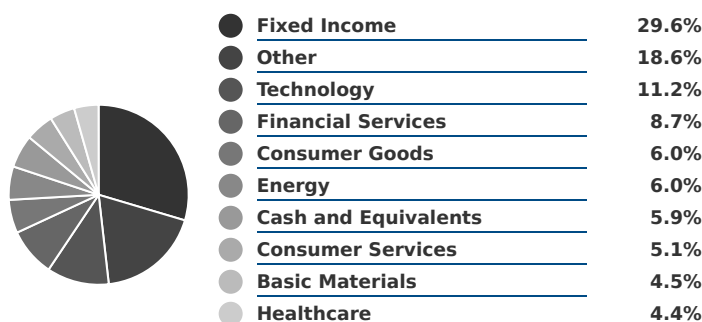 Fixed Income 29.6%
Other 18.6%
Technology 11.2%
Financial Services 8.7%
Consumer Goods 6.0%
Energy 6.0%
Cash and Equivalents 5.9%
Consumer Services 5.1%
Basic Materials 4.5%
Healthcare 4.4%